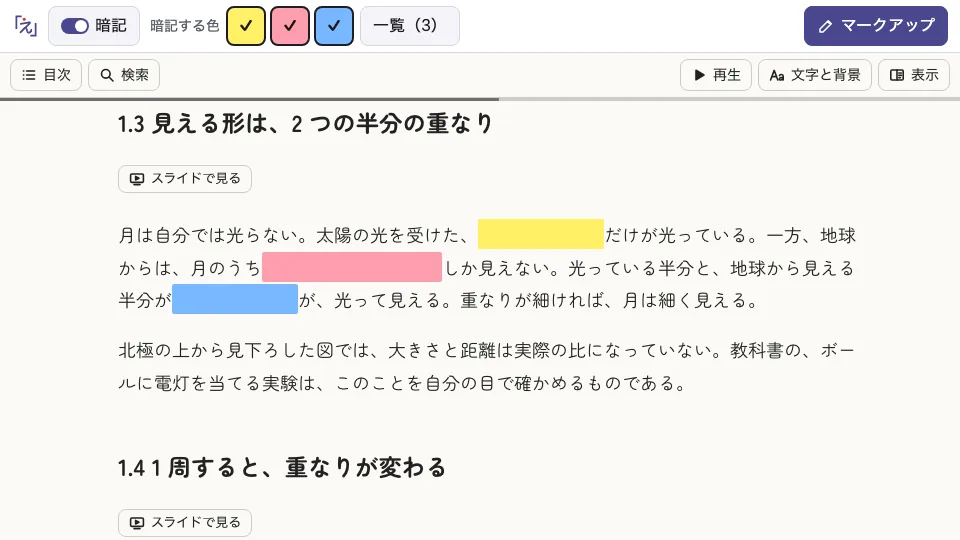 「え」
暗記
暗記する色
一覧（3）
マークアップ
目次
検索
再生
Aa 文字と背景
表示
1.3 見える形は、2 つの半分の重なり
スライドで見る
月は自分では光らない。太陽の光を受けた、だけが光っている。一方、地球
からは、月のうちしか見えない。光っている半分と、地球から見える
半分がが、光って見える。重なりが細ければ、月は細く見える。
北極の上から見下ろした図では、大きさと距離は実際の比になっていない。教科書の、ボー
ルに電灯を当てる実験は、このことを自分の目で確かめるものである。
1.4 1 周すると、重なりが変わる
スライドで見る